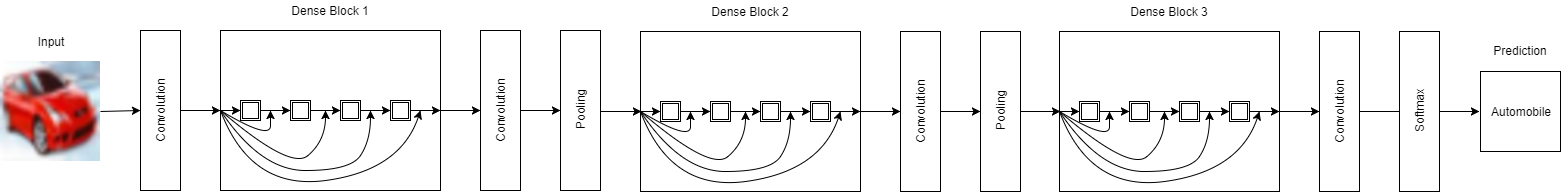 Input
Convolution
Dense Block 1
Convolution
Pooling
Dense Block 2
Convolution
Pooling
Dense Block 3
Convolution
Softmax
Prediction
Automobile